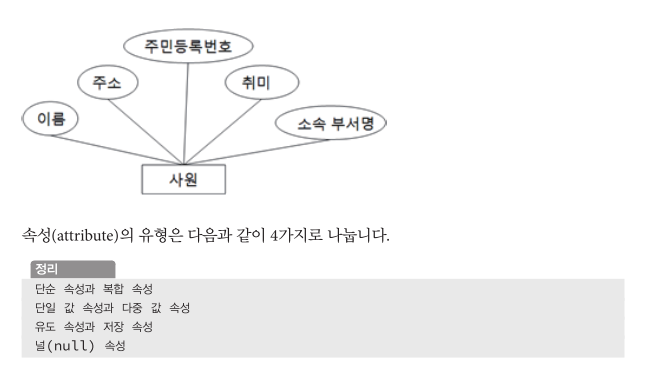 주민등록번호
주소
취미
이름
소속 부서명
사원
속성(attribute)의 유형은 다음과 같이 4가지로 나눕니다.
정리
단순 속성과 복합 속성
단일 값 속성과 다중 값 속성
유도 속성과 저장 속성
널(null) 속성